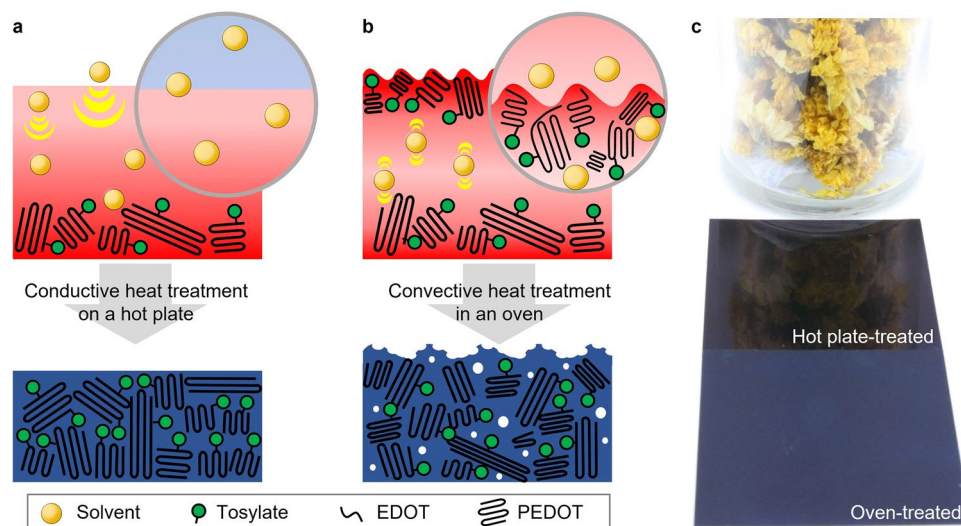 a
b
c
Conductive heat treatment
on a hot plate
Convective heat treatment
in an oven
Hot plate-treated
Oven-treated
Solvent
Tosylate
EDOT
PEDOT